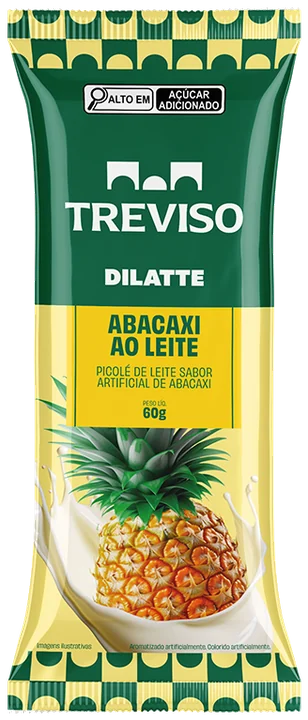 ALTO EM AÇÚCAR
ADICIONADO
TREVISO
DILATTE
ABACAXI
AO LEITE
PICOLÉ DE LEITE SABOR
ARTIFICIAL DE ABACAXI
PESO LÍQ.
60g
Imagens ilustrativas
Aromatizado artificialmente. Colorido artificialmente.